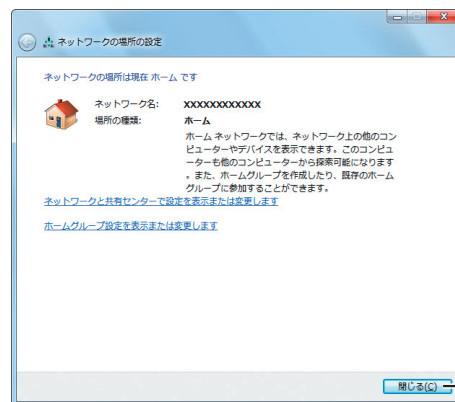 ネットワークの場所の設定
ネットワークの場所は現在 ホーム です
ネットワーク名: XXXXXXXXXXXX
場所の種類: ホーム
ホーム ネットワークでは、ネットワーク上の他のコン
ピューターやデバイスを表示できます。このコンピュ
ーターも他のコンピューターから探索可能になります
。また、ホームグループを作成したり、既存のホーム
グループに参加することができます。
ネットワークと共有センターで設定を表示または変更します
ホームグループ設定を表示または変更します
閉じる(C)